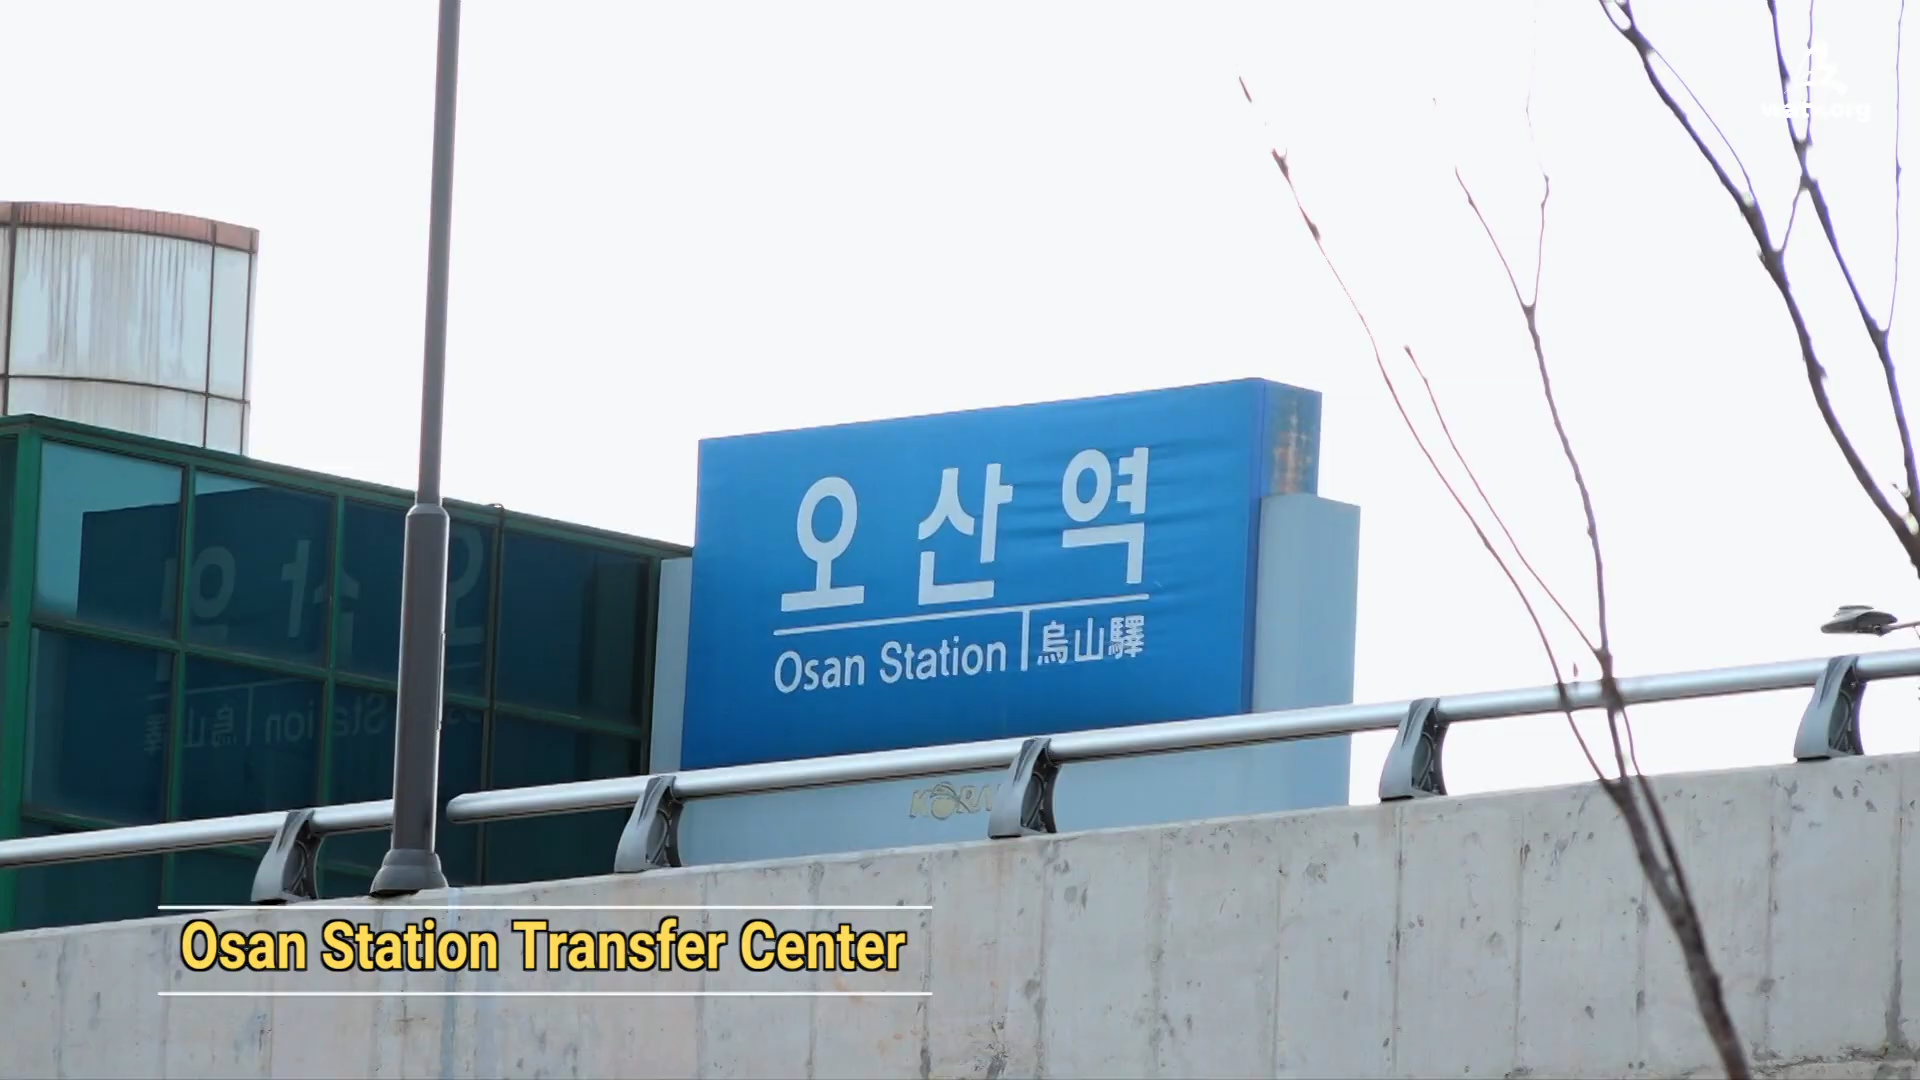 오산역
Osan Station | 烏山驛
Osan Station Transfer Center